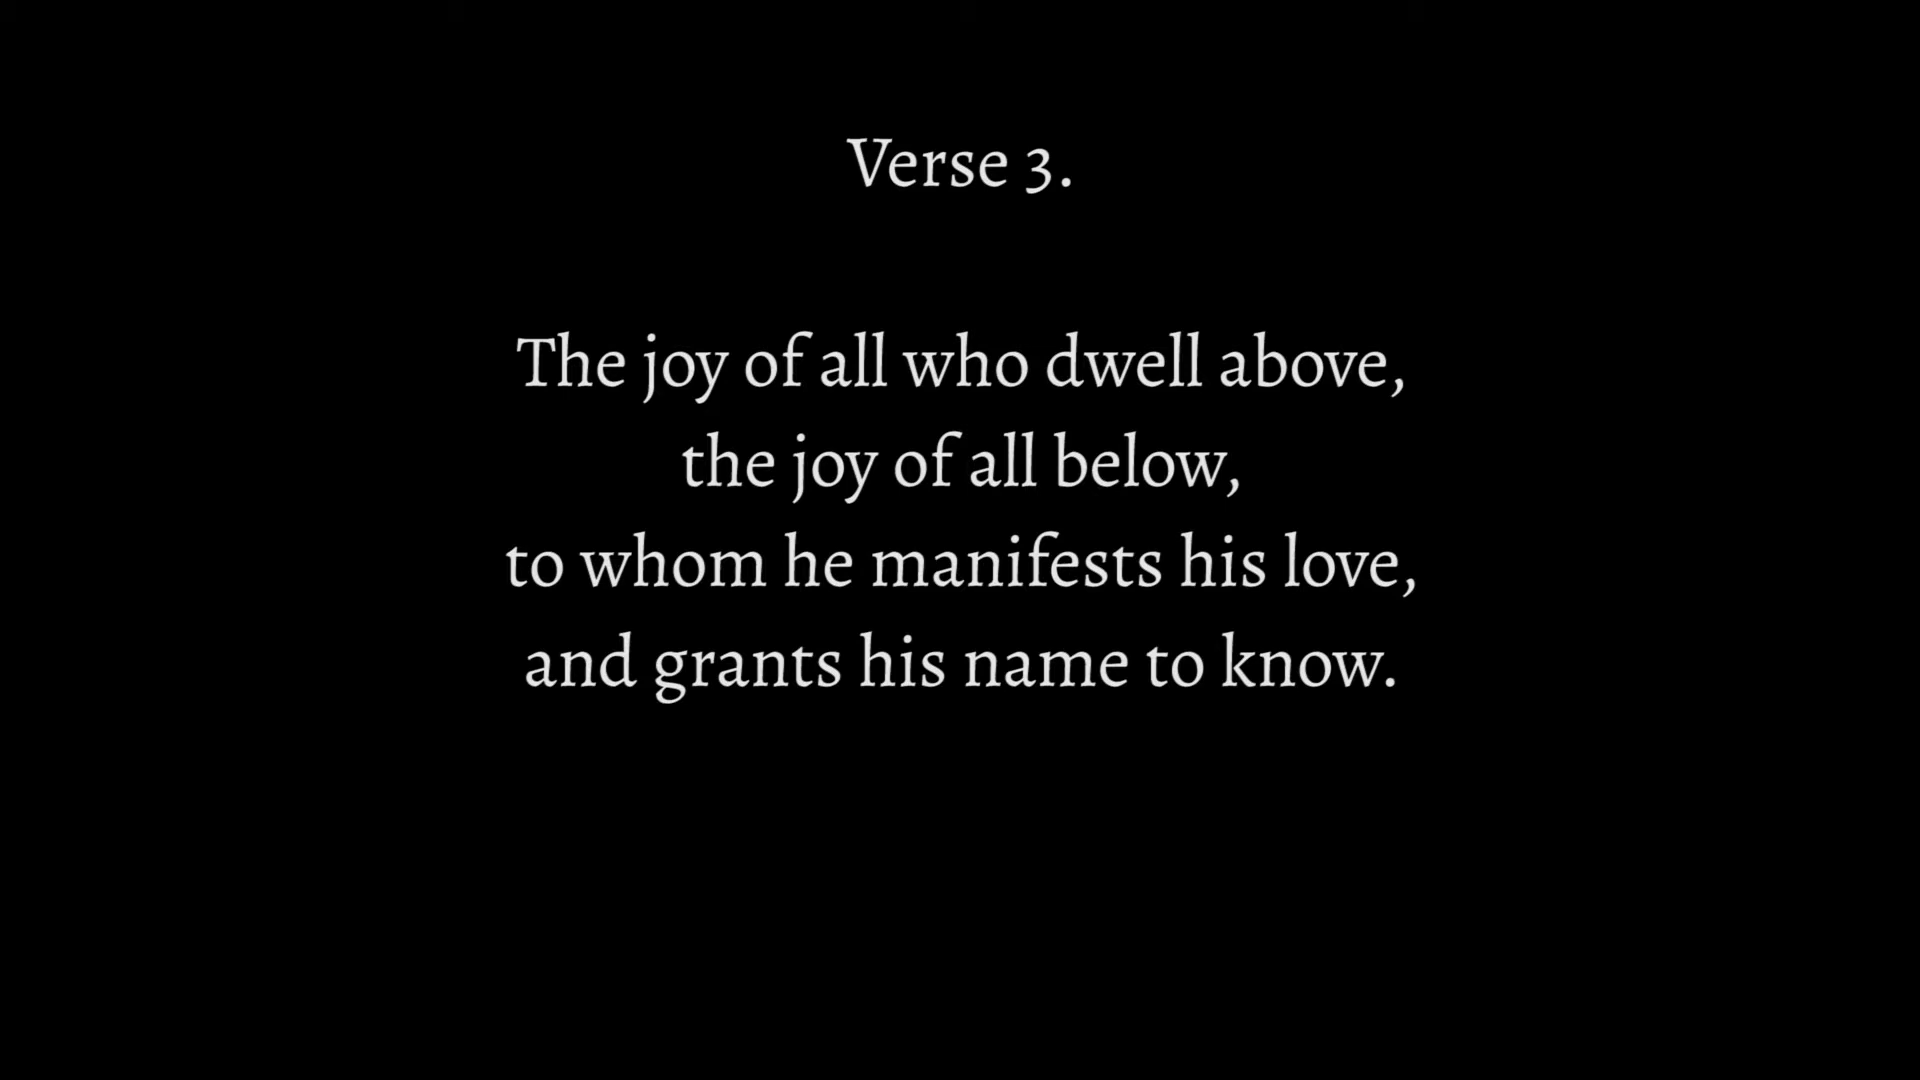 Verse 3.
The joy of all who dwell above,
the joy of all below,
to whom he manifests his love,
and grants his name to know.